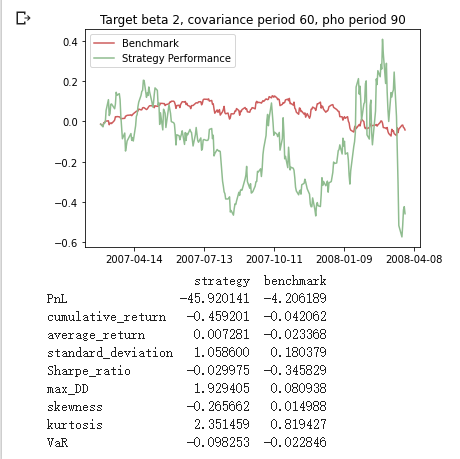 Target beta 2, covariance period 60, pho period 90
Benchmark
Strategy Performance
0.4
0.2
0.0
−0.2
−0.4
−0.6
2007-04-14 2007-07-13 2007-10-11 2008-01-09 2008-04-08
strategy benchmark
PnL -45.920141 -4.206189
cumulative_return -0.459201 -0.042062
average_return 0.007281 -0.023368
standard_deviation 1.058600 0.180379
Sharpe_ratio -0.029975 -0.345829
max_DD 1.929405 0.080938
skewness -0.265662 0.014988
kurtosis 2.351459 0.819427
VaR -0.098253 -0.022846